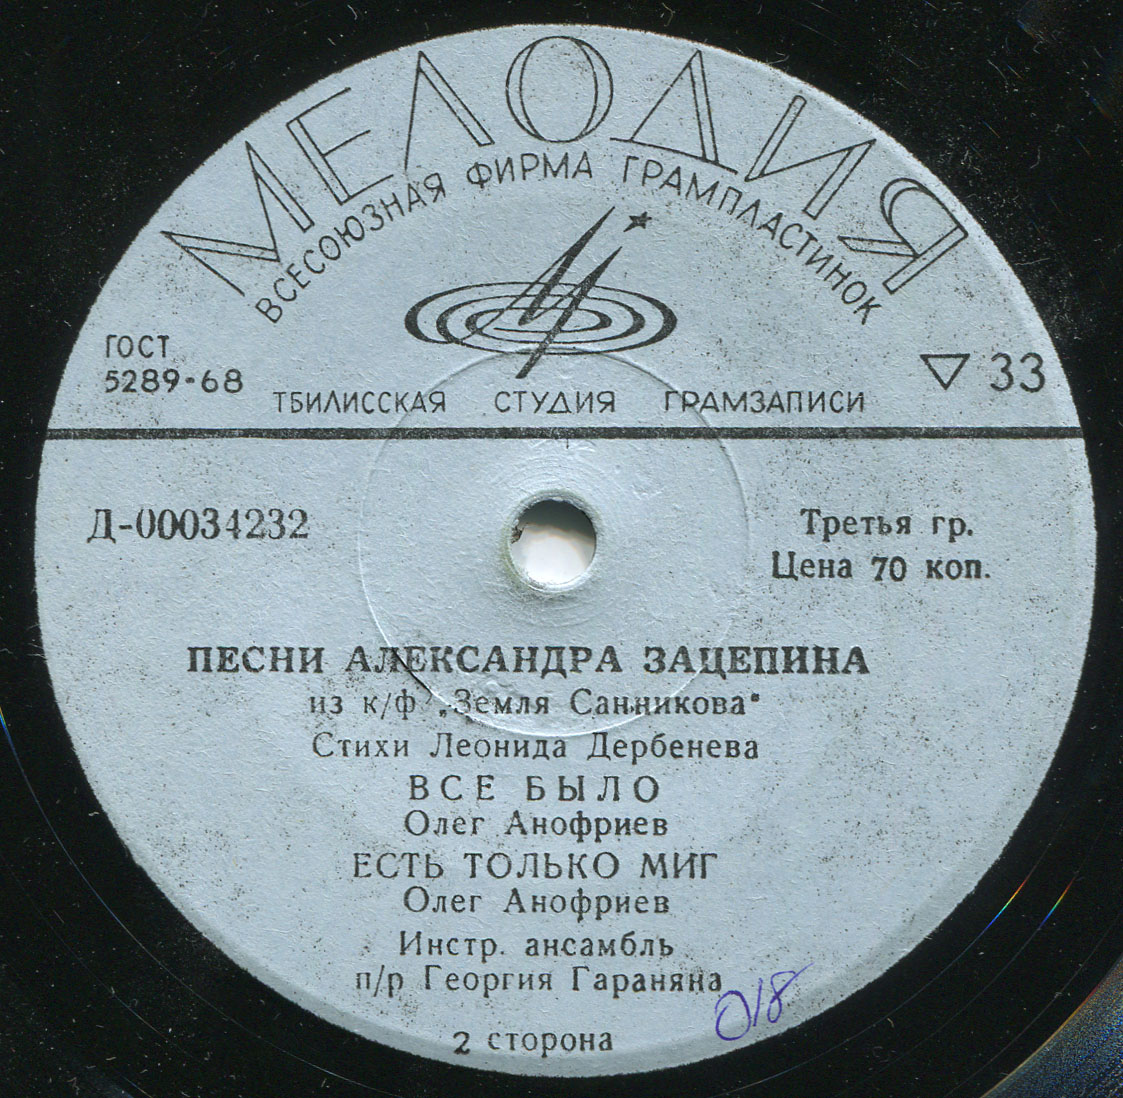 МЕЛОДИЯ
ВСЕСОЮЗНАЯ ФИРМА ГРАМПЛАСТИНОК
ГОСТ
5289-68
33
ТБИЛИССКАЯ СТУДИЯ ГРАМЗАПИСИ
Д-00034232
Третья гр.
Цена 70 коп.
ПЕСНИ АЛЕКСАНДРА ЗАЦЕПИНА
из к/ф „Земля Санникова"
Стихи Леонида Дербенева
ВСЕ БЫЛО
Олег Анофриев
ЕСТЬ ТОЛЬКО МИГ
Олег Анофриев
Инстр. ансамбль
п/р Георгия Гараняна
018
2 сторона